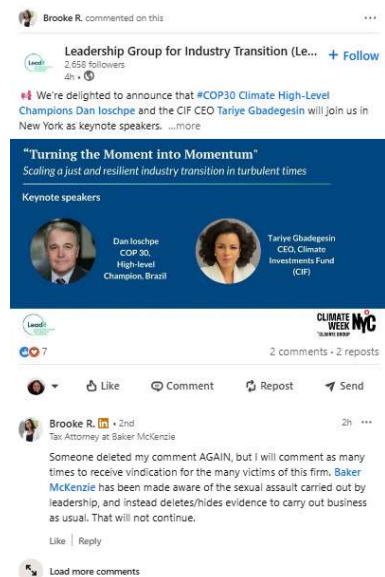 Brooke R. commented on this
Leadership Group for Industry Transition (Le...
+ Follow
2,658 followers
4h •
We're delighted to announce that #COP30 Climate High-Level
Champions Dan Ioschpe and the CIF CEO Tariye Gbadegesin will join us in
New York as keynote speakers. ...more
"Turning the Moment into Momentum"
Scaling a just and resilient industry transition in turbulent times
Keynote speakers
Dan Ioschpe
COP 30,
High-level
Champion, Brazil
Tariye Gbadegesin
CEO, Climate
Investments Fund
(CIF)
LeadIt
CLIMATE
WEEK NYC
CLIMATE GROUP
7
2 comments • 2 reposts
Like
Comment
Repost
Send
Brooke R. in • 2nd
2h
Tax Attorney at Baker McKenzie
Someone deleted my comment AGAIN, but I will comment as many
times to receive vindication for the many victims of this firm. Baker
McKenzie has been made aware of the sexual assault carried out by
leadership, and instead deletes/hides evidence to carry out business
as usual. That will not continue.
Like | Reply
Load more comments